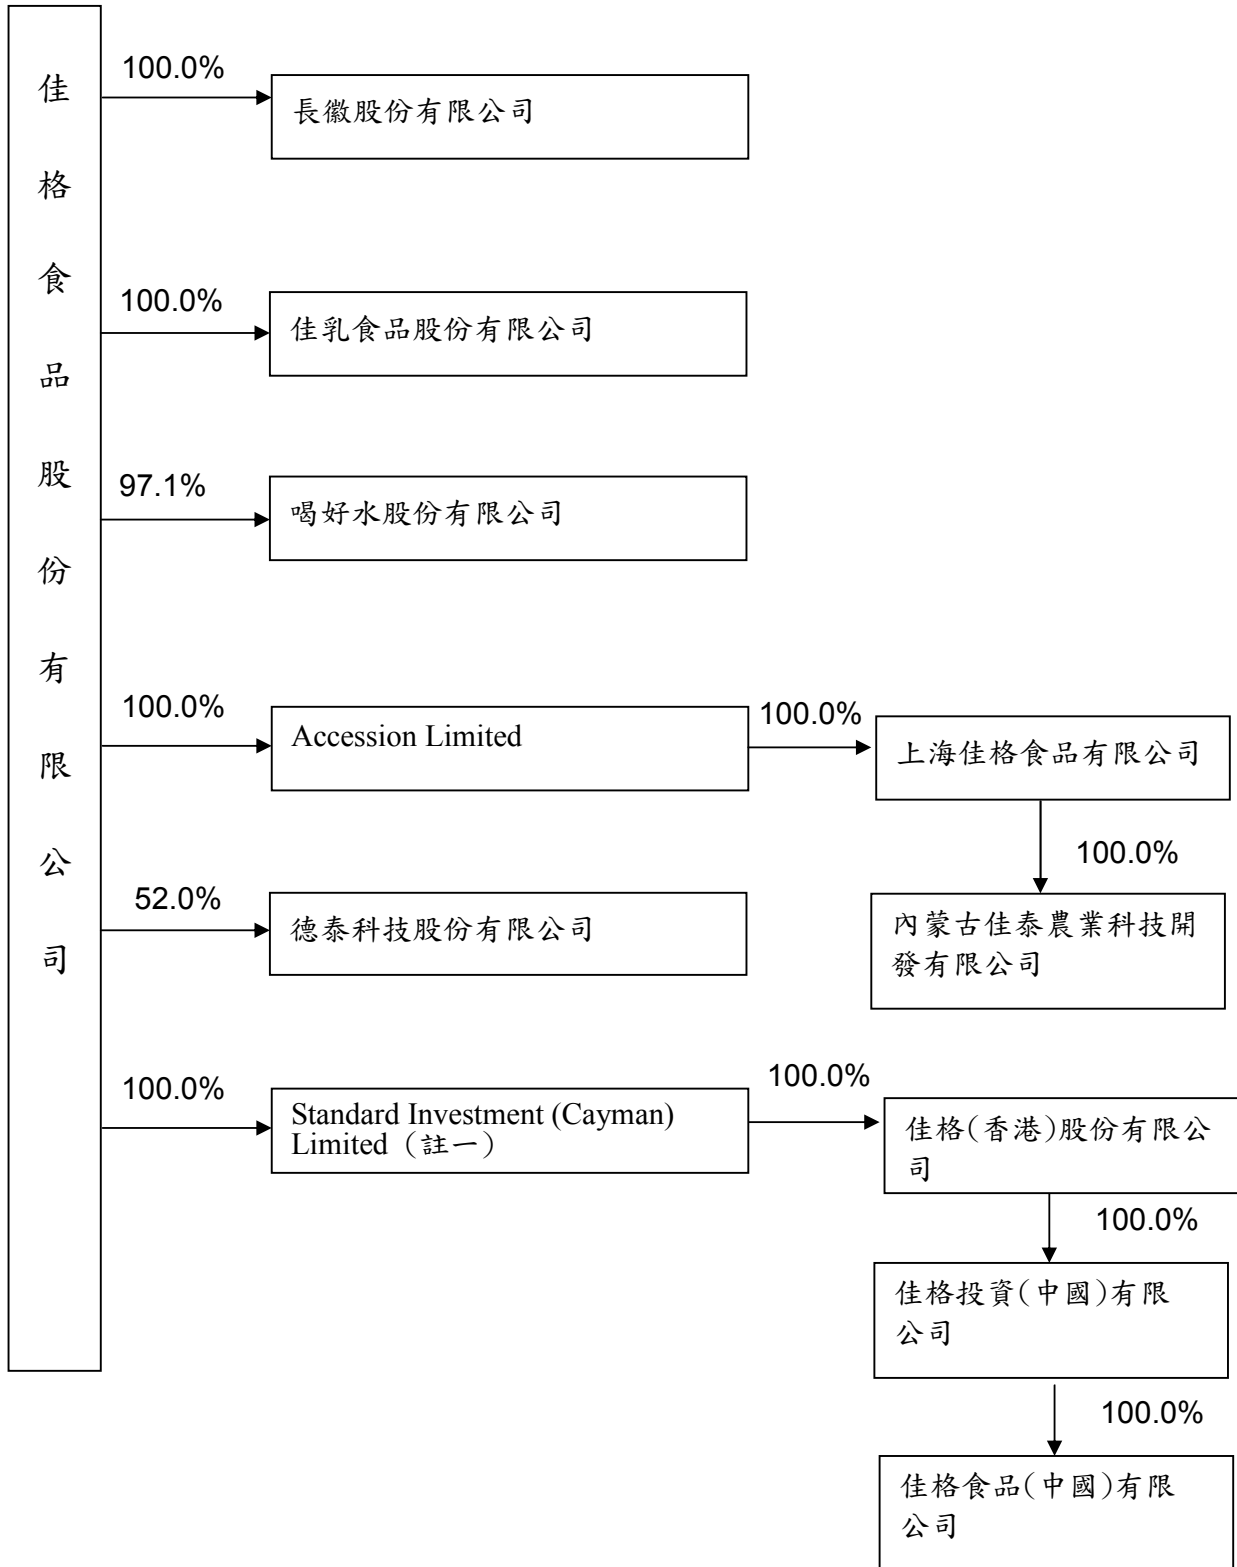 佳格食品股份有限公司
100.0%
長徽股份有限公司
100.0%
佳乳食品股份有限公司
97.1%
喝好水股份有限公司
100.0%
Accession Limited
100.0%
上海佳格食品有限公司
100.0%
內蒙古佳泰農業科技開
發有限公司
52.0%
德泰科技股份有限公司
100.0%
Standard Investment (Cayman)
Limited（註一）
100.0%
佳格(香港)股份有限公
司
100.0%
佳格投資(中國)有限
公司
100.0%
佳格食品(中國)有限
公司